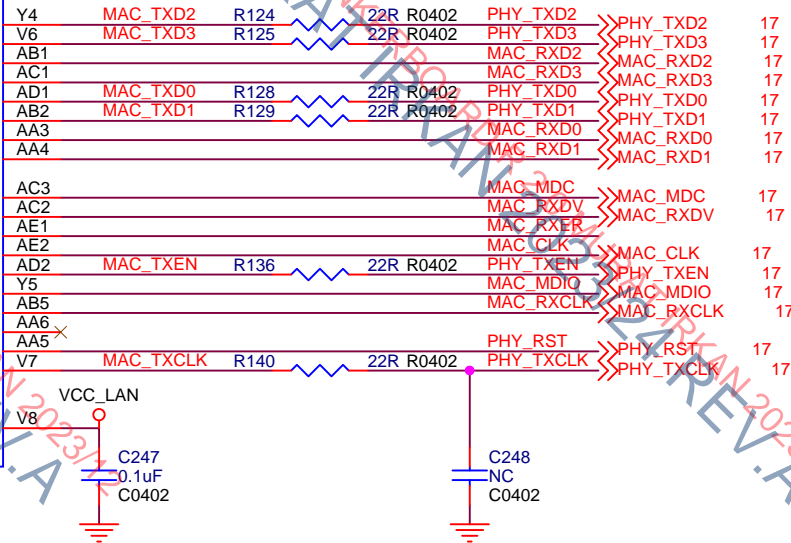 Y4 MAC_TXD2 R124 22R R0402 PHY_TXD2 PHY_TXD2 17
V6 MAC_TXD3 R125 22R R0402 PHY_TXD3 PHY_TXD3 17
AB1 MAC_RXD2 MAC_RXD2 17
AC1 MAC_RXD3 MAC_RXD3 17
AD1 MAC_TXD0 R128 22R R0402 PHY_TXD0 PHY_TXD0 17
AB2 MAC_TXD1 R129 22R R0402 PHY_TXD1 PHY_TXD1 17
AA3 MAC_RXD0 MAC_RXD0 17
AA4 MAC_RXD1 MAC_RXD1 17
AC3 MAC_MDC MAC_MDC 17
AC2 MAC_RXDV MAC_RXDV 17
AE1 MAC_RXER
AE2 MAC_CLK MAC_CLK 17
AD2 MAC_TXEN R136 22R R0402 PHY_TXEN PHY_TXEN 17
Y5 MAC_MDIO MAC_MDIO 17
AB5 MAC_RXCLK MAC_RXCLK 17
AA6
AA5 PHY_RST PHY_RST 17
V7 MAC_TXCLK R140 22R R0402 PHY_TXCLK PHY_TXCLK 17
VCC_LAN
V8
C247
0.1uF
C0402
C248
NC
C0402
IRKAN 2023/24 REV.A